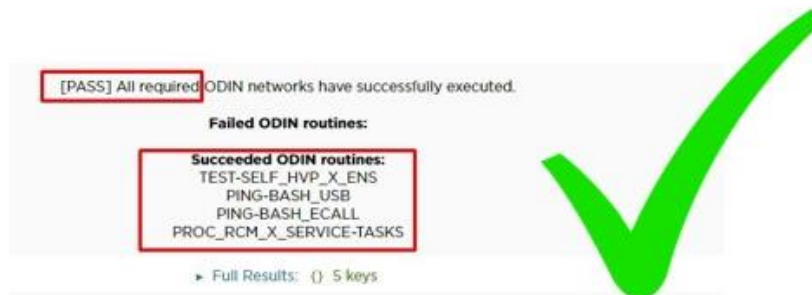 [PASS] All required ODIN networks have successfully executed.
Failed ODIN routines:
Succeeded ODIN routines:
TEST-SELF_HVP_X_ENS
PING-BASH_USB
PING-BASH_ECALL
PROC_RCM_X_SERVICE-TASKS
▸ Full Results: {} 5 keys